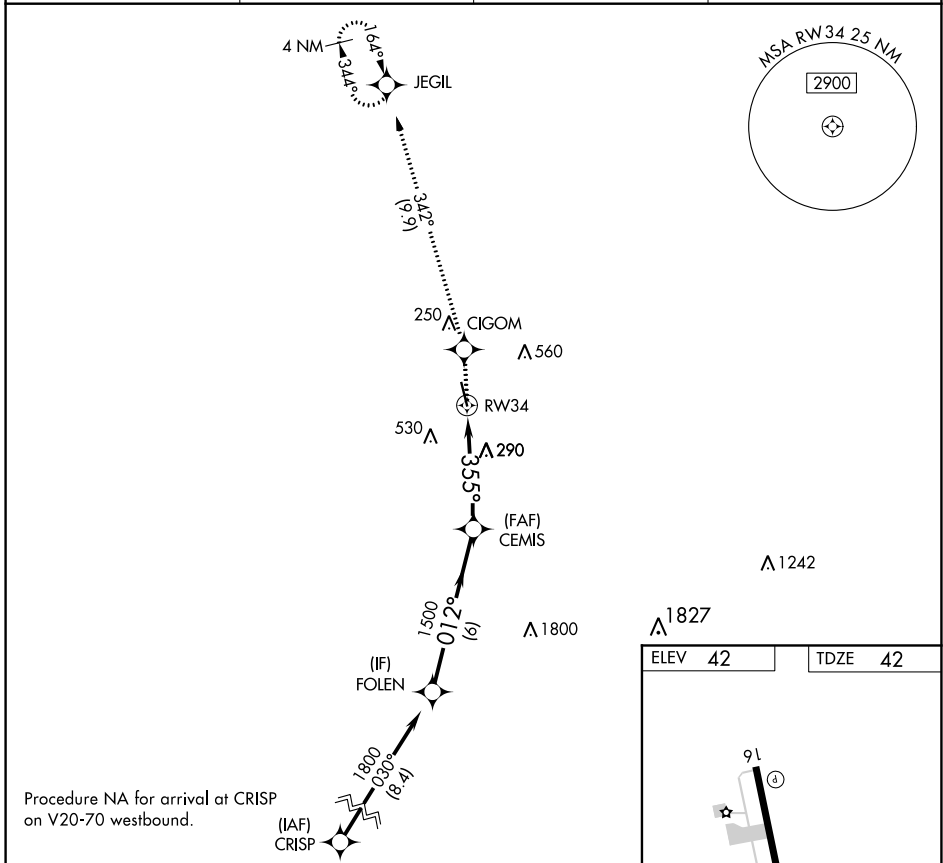 MSA RW34 25 NM
2900
4 NM
164°
344°
JEGIL
342°
(9.9)
250
CIGOM
560
RW34
530
290
355°
(FAF)
CEMIS
1242
1500
012°
(6)
1800
1827
(IF)
FOLEN
ELEV 42
TDZE 42
1800
030°
(8.4)
16
P
Procedure NA for arrival at CRISP
on V20-70 westbound.
(IAF)
CRISP